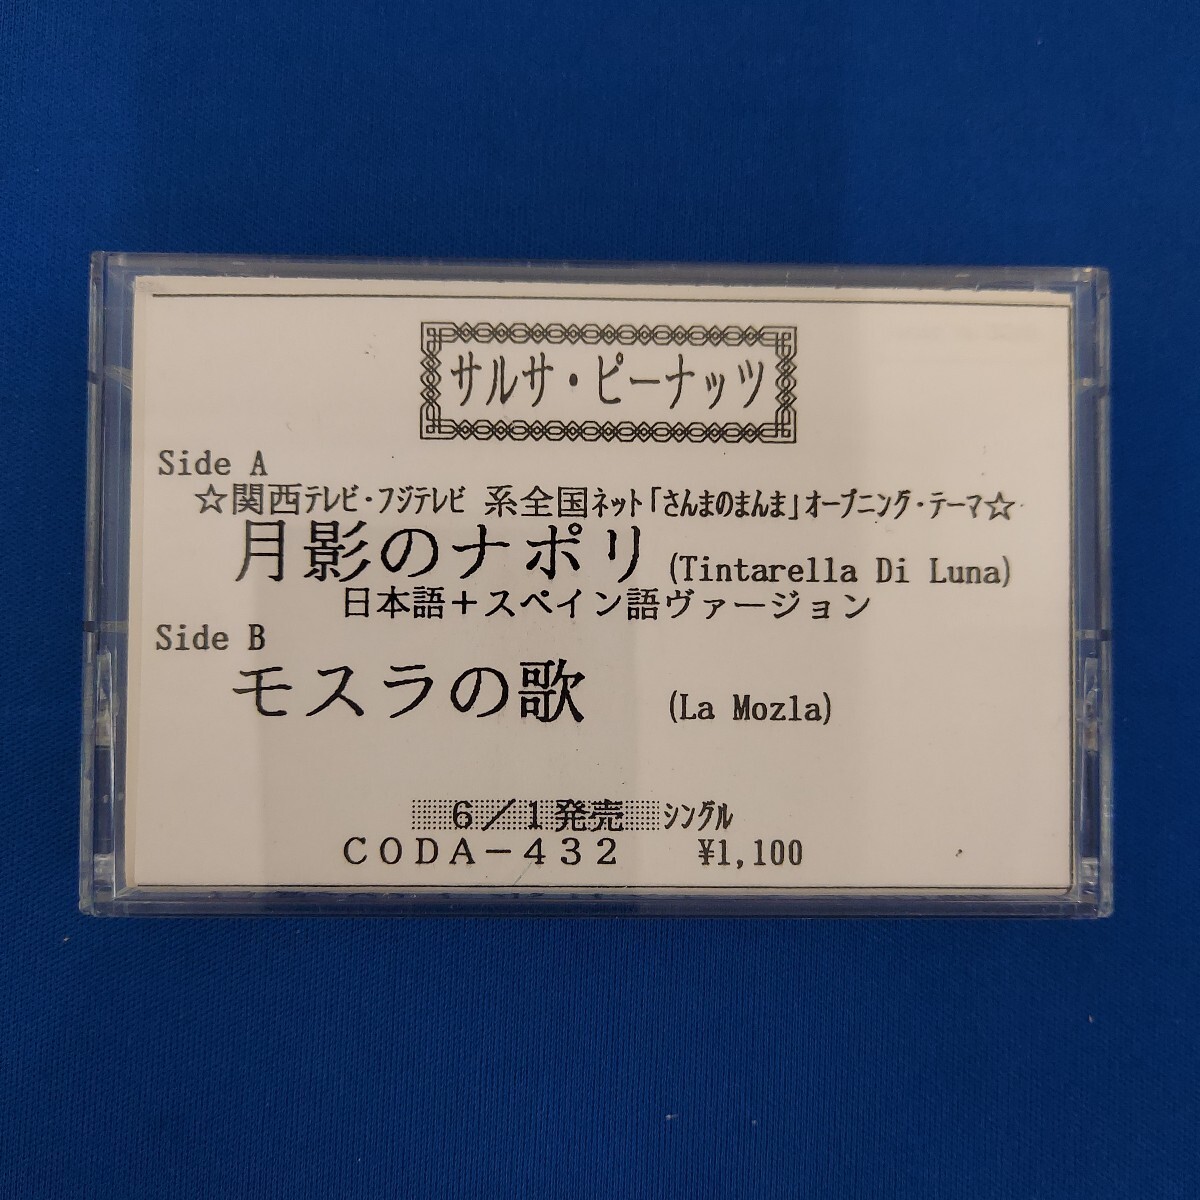 サルサ・ピーナッツ
Side A
☆関西テレビ・フジテレビ 系全国ネット「さんまのまんま」オープニング・テーマ☆
月影のナポリ (Tintarella Di Luna)
日本語＋スペイン語ヴァージョン
Side B
モスラの歌 (La Mozla)
６／１発売 シングル
ＣＯＤＡ－４３２ ¥1,100